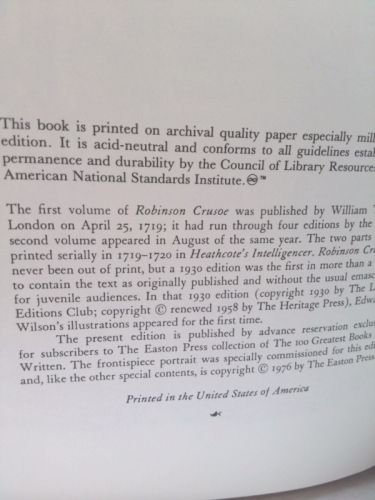 This book is printed on archival quality paper especially mill
edition. It is acid-neutral and conforms to all guidelines estal
permanence and durability by the Council of Library Resource
American National Standards Institute.♾™
The first volume of Robinson Crusoe was published by William
London on April 25, 1719; it had run through four editions by the
second volume appeared in August of the same year. The two parts
printed serially in 1719–1720 in Heathcote's Intelligencer. Robinson Cr
never been out of print, but a 1930 edition was the first in more than a
to contain the text as originally published and without the usual emasc
for juvenile audiences. In that 1930 edition (copyright 1930 by The L
Editions Club; copyright © renewed 1958 by The Heritage Press), Edwa
Wilson's illustrations appeared for the first time.
The present edition is published by advance reservation exclu
for subscribers to The Easton Press collection of The 100 Greatest Books
Written. The frontispiece portrait was specially commissioned for this edi
and, like the other special contents, is copyright © 1976 by The Easton Press
Printed in the United States of America